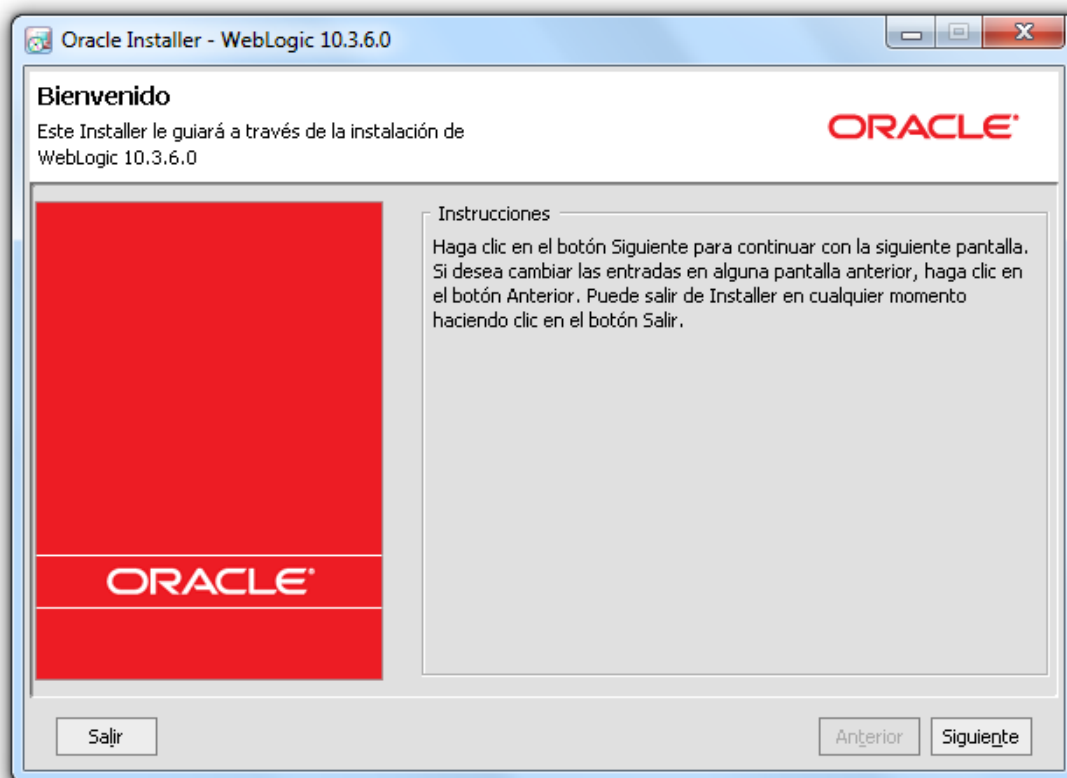 Oracle Installer - WebLogic 10.3.6.0
Bienvenido
Este Installer le guiará a través de la instalación de
WebLogic 10.3.6.0
ORACLE
Instrucciones
Haga clic en el botón Siguiente para continuar con la siguiente pantalla.
Si desea cambiar las entradas en alguna pantalla anterior, haga clic en
el botón Anterior. Puede salir de Installer en cualquier momento
haciendo clic en el botón Salir.
ORACLE
Salir
Anterior
Siguiente